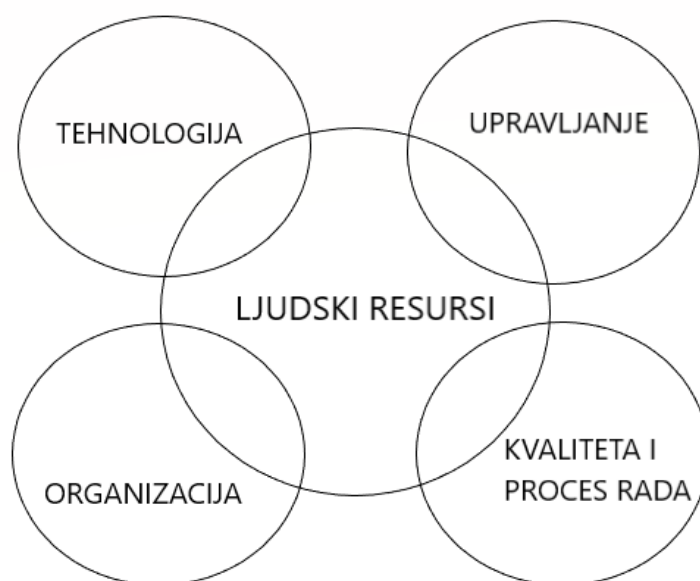 TEHNOLOGIJA
UPRAVLJANJE
LJUDSKI RESURSI
ORGANIZACIJA
KVALITETA I
PROCES RADA